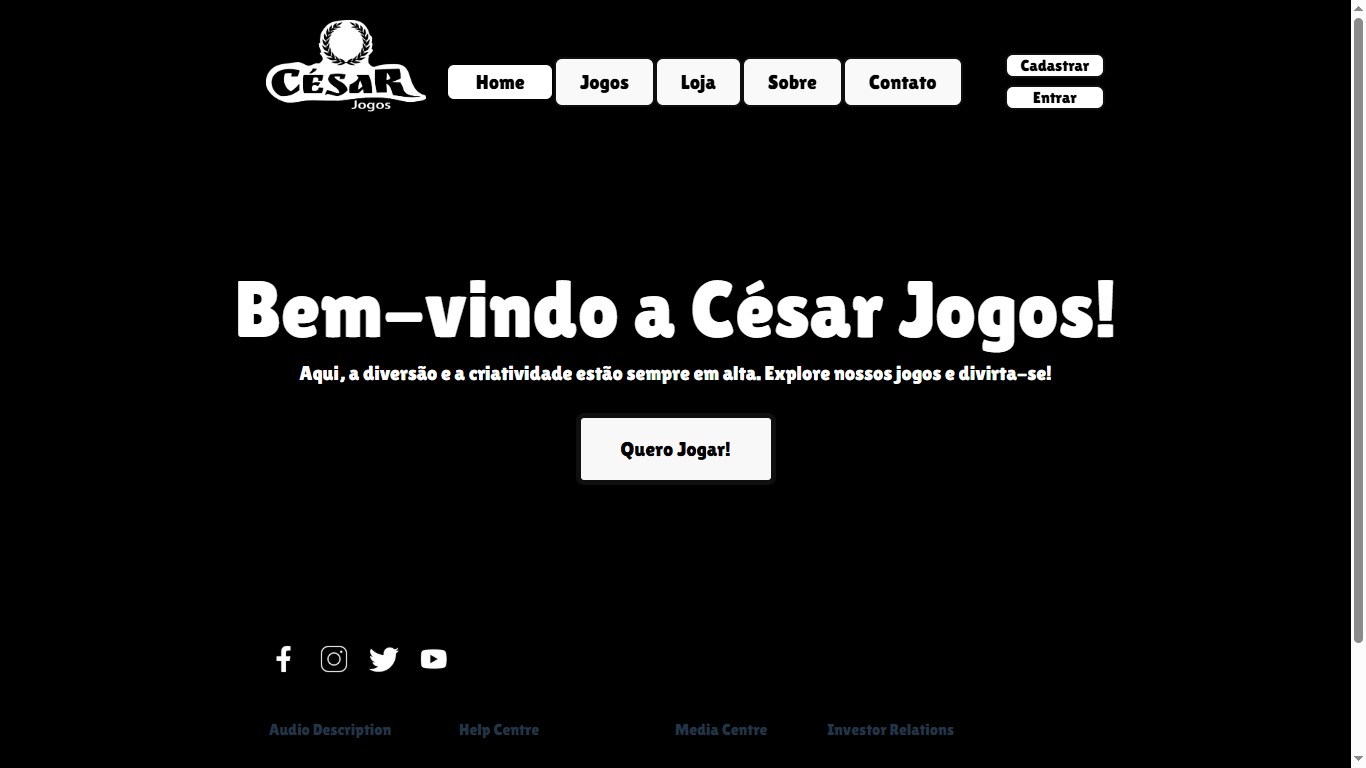 CÉSAR
Jogos
Home Jogos Loja Sobre Contato
Cadastrar
Entrar
Bem-vindo a César Jogos!
Aqui, a diversão e a criatividade estão sempre em alta. Explore nossos jogos e divirta-se!
Quero Jogar!
Audio Description Help Centre Media Centre Investor Relations